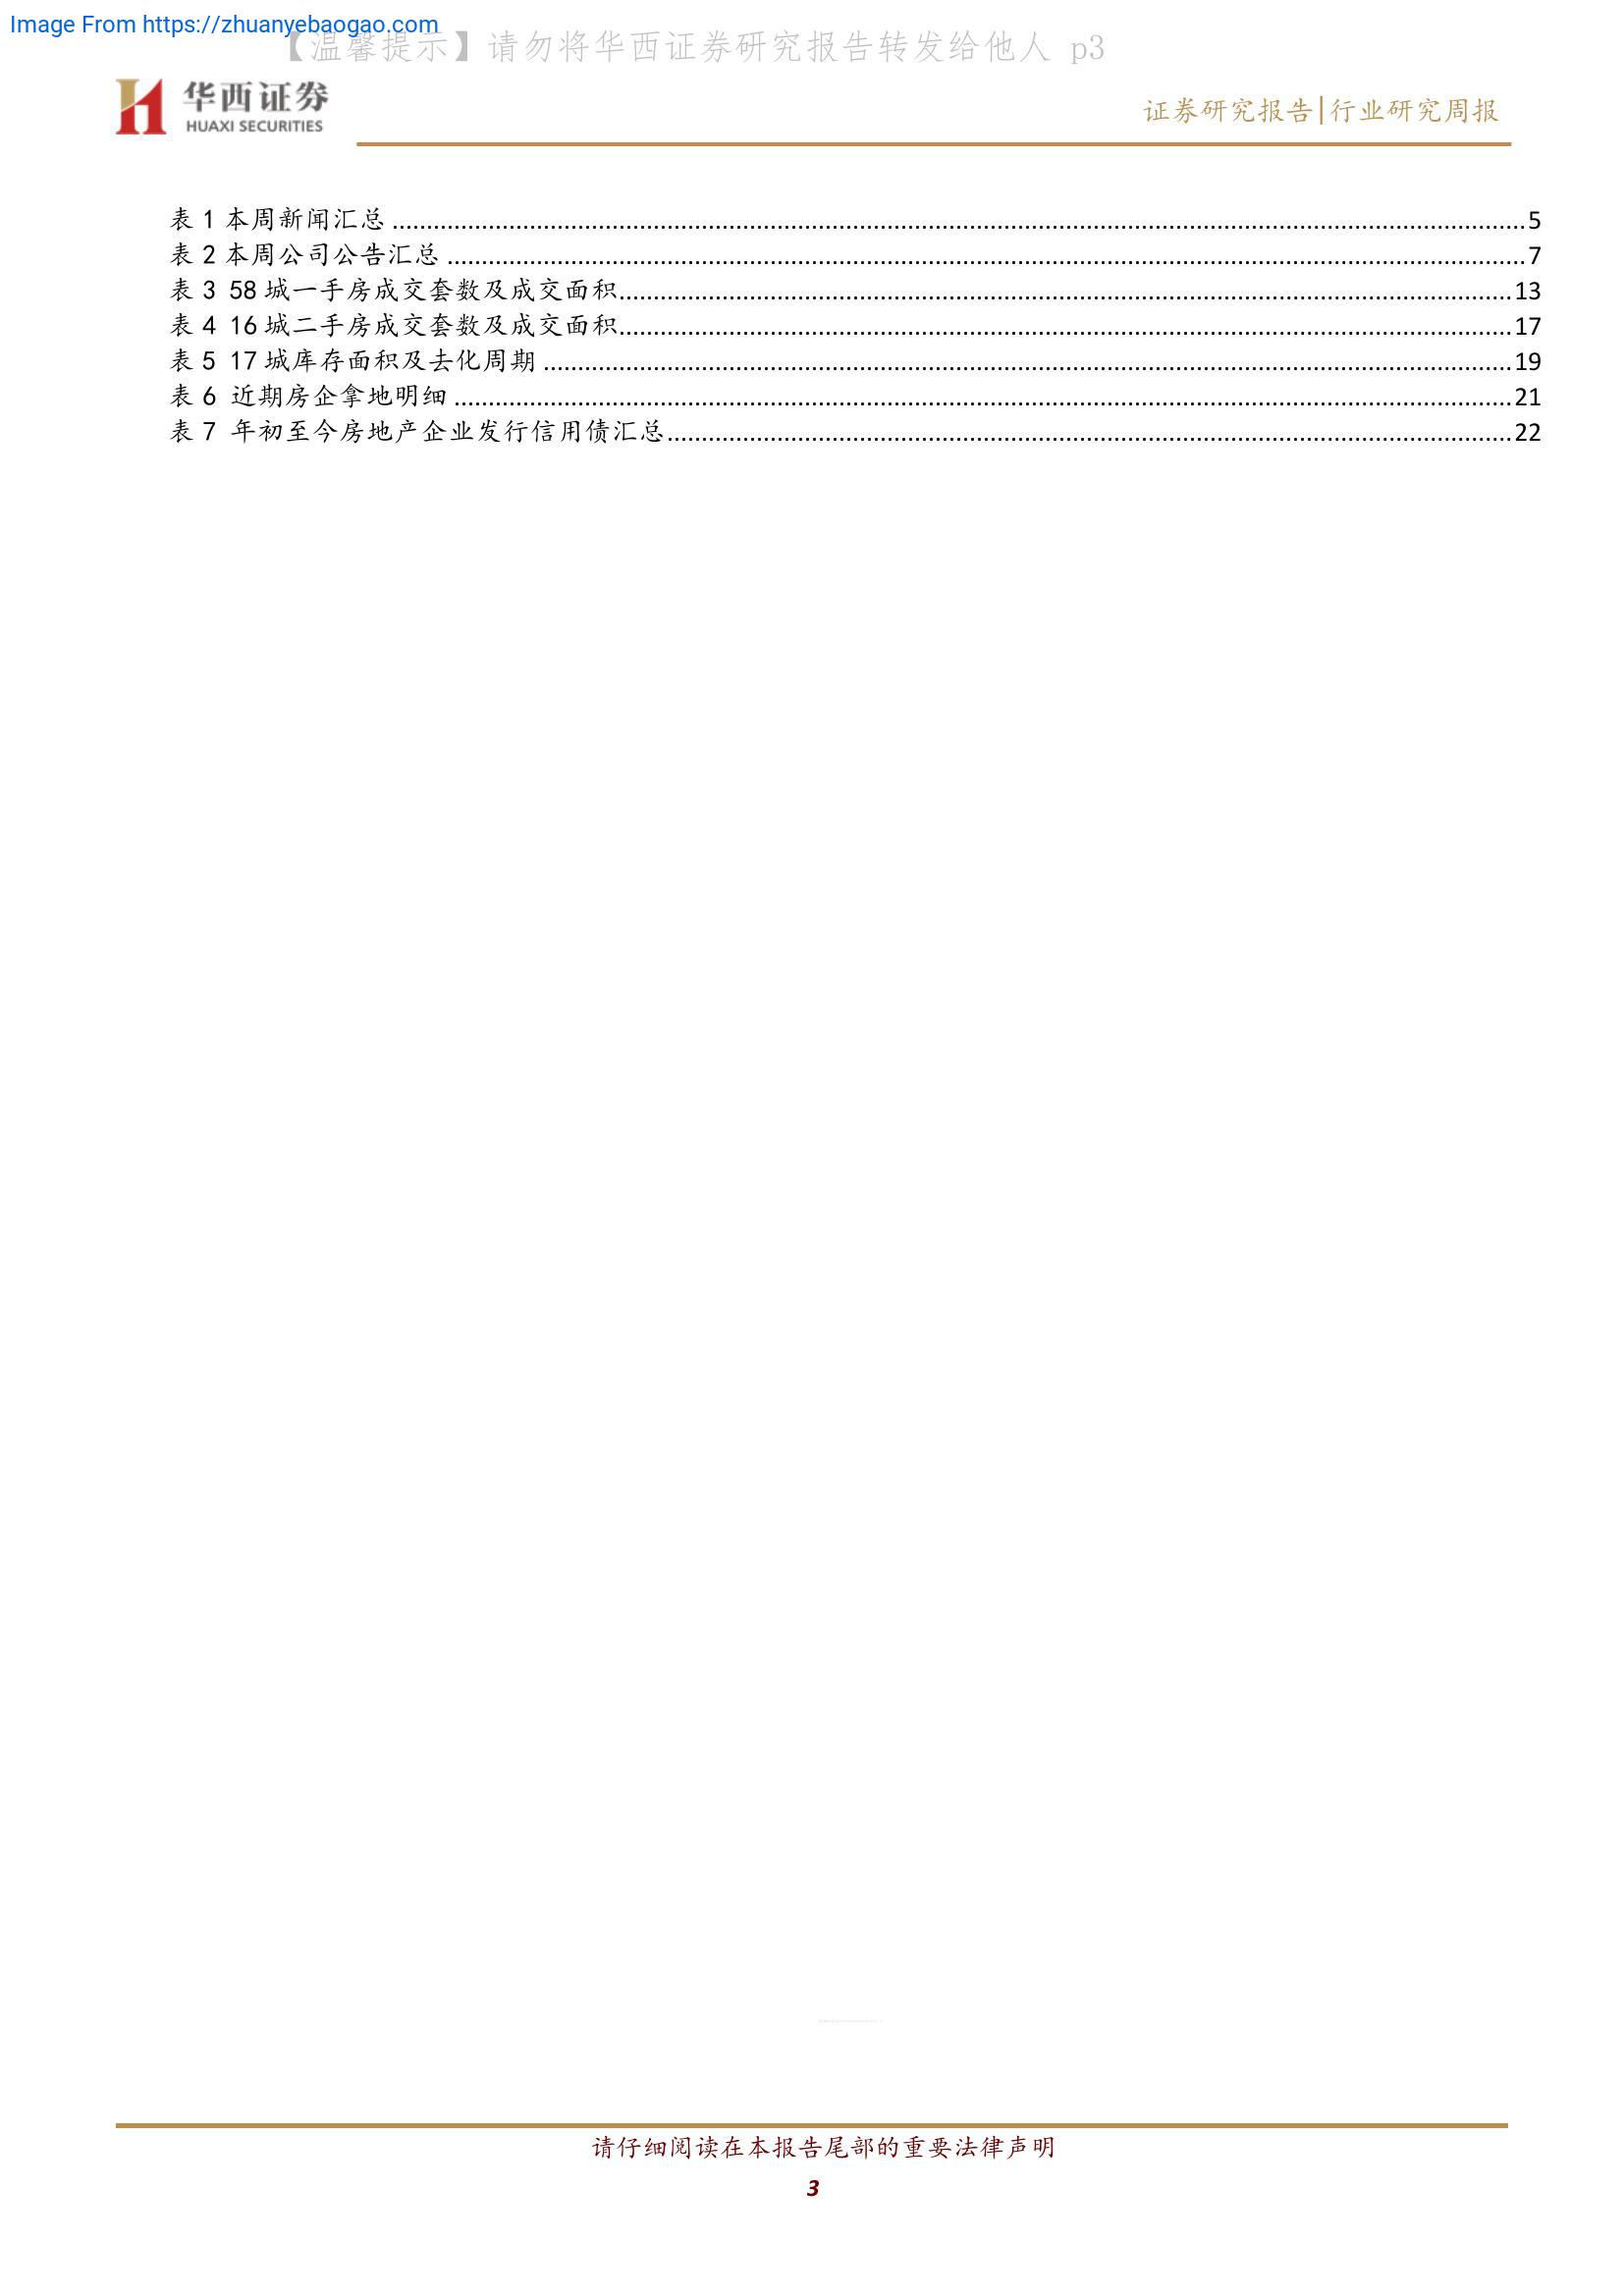 Image From https://zhuanyebaogao.com
【温馨提示】请勿将华西证券研究报告转发给他人 p3
华西证券
HUAXI SECURITIES
证券研究报告|行业研究周报
表 1 本周新闻汇总 ........ 5
表 2 本周公司公告汇总 ........ 7
表 3 58 城一手房成交套数及成交面积........ 13
表 4 16 城二手房成交套数及成交面积........ 17
表 5 17 城库存面积及去化周期 ........ 19
表 6 近期房企拿地明细 ........ 21
表 7 年初至今房地产企业发行信用债汇总........ 22
请仔细阅读在本报告尾部的重要法律声明
3